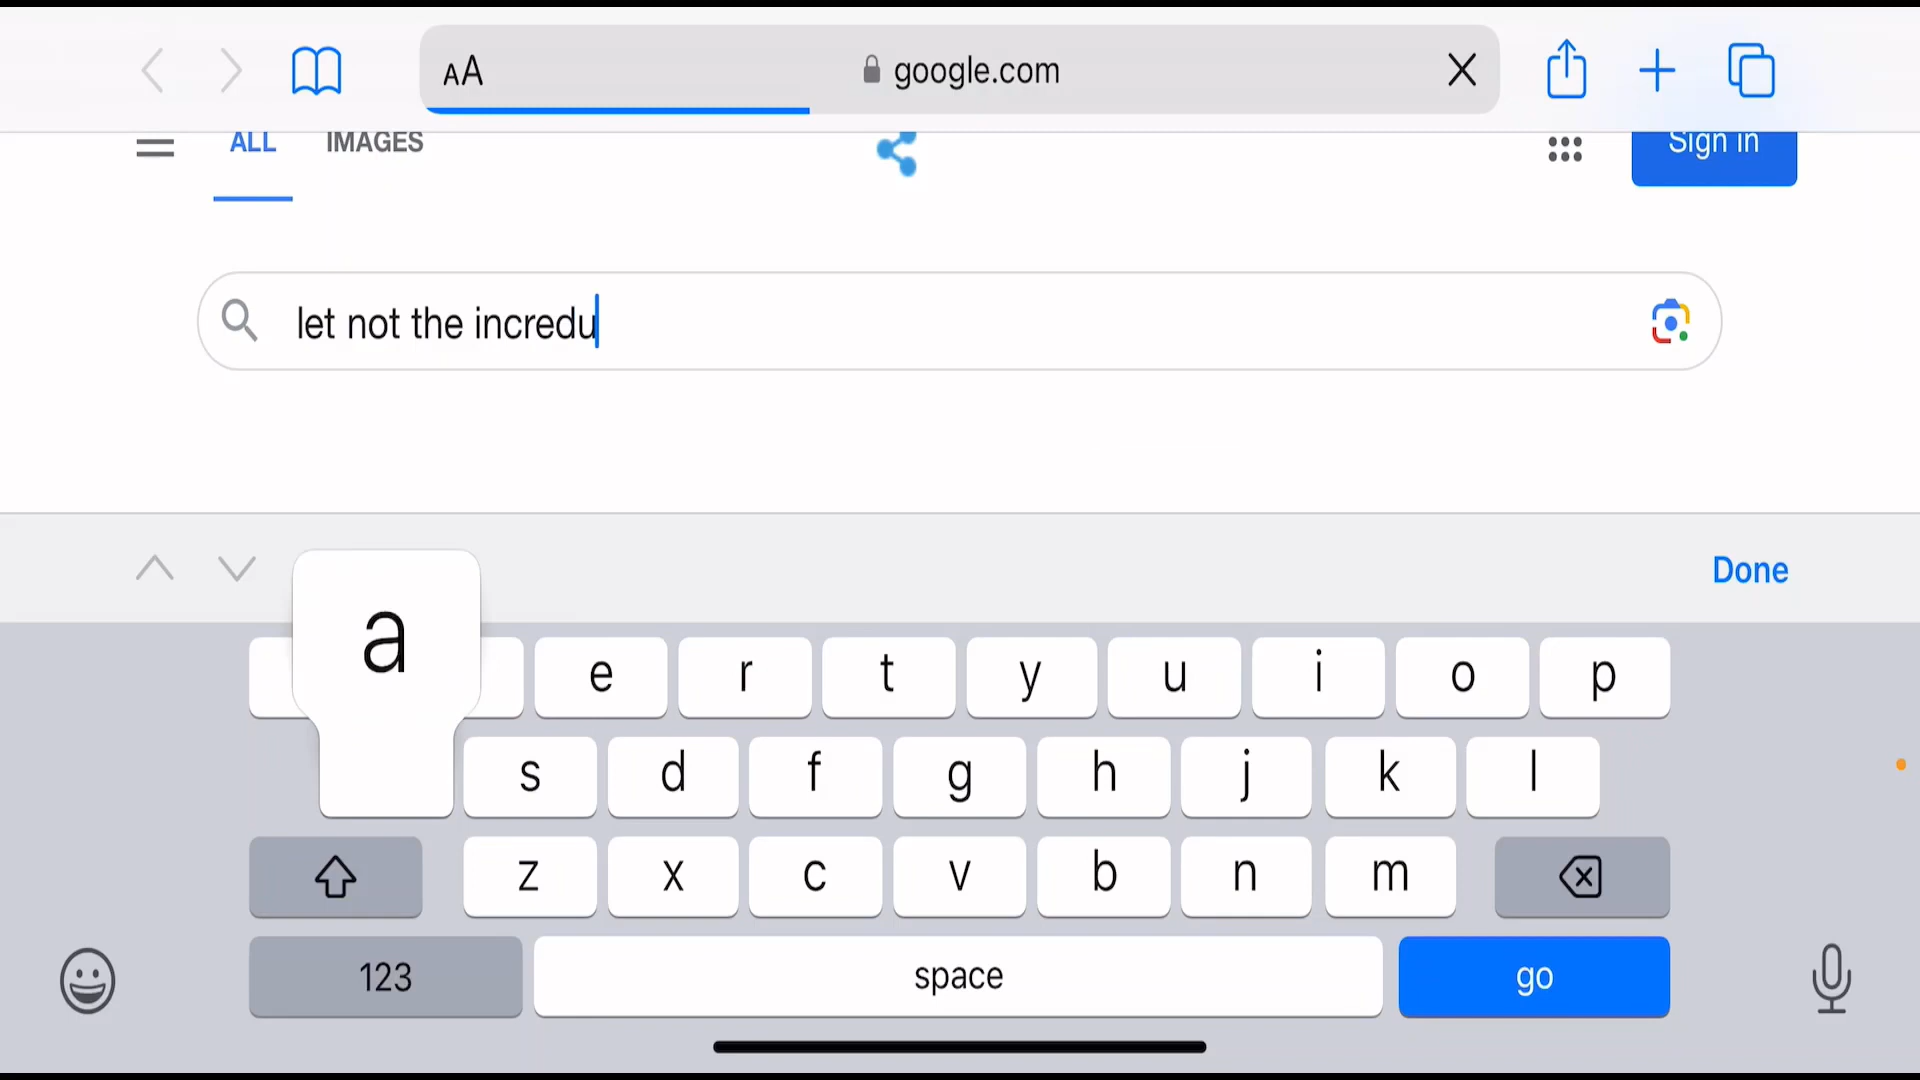 AA google.com
ALL IMAGES Sign in
let not the incredu
Done
a
e r t y u i o p
s d f g h j k l
z x c v b n m
123 space go